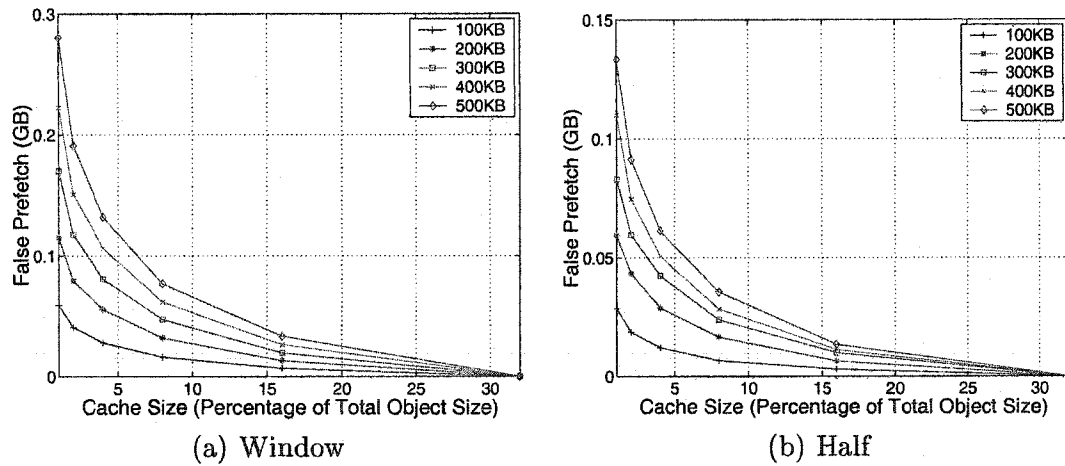 0.3
0.2
0.1
0
False Prefetch (GB)
100KB
200KB
300KB
400KB
500KB
5 10 15 20 25 30
Cache Size (Percentage of Total Object Size)
(a) Window
0.15
0.1
0.05
0
False Prefetch (GB)
100KB
200KB
300KB
400KB
500KB
5 10 15 20 25 30
Cache Size (Percentage of Total Object Size)
(b) Half